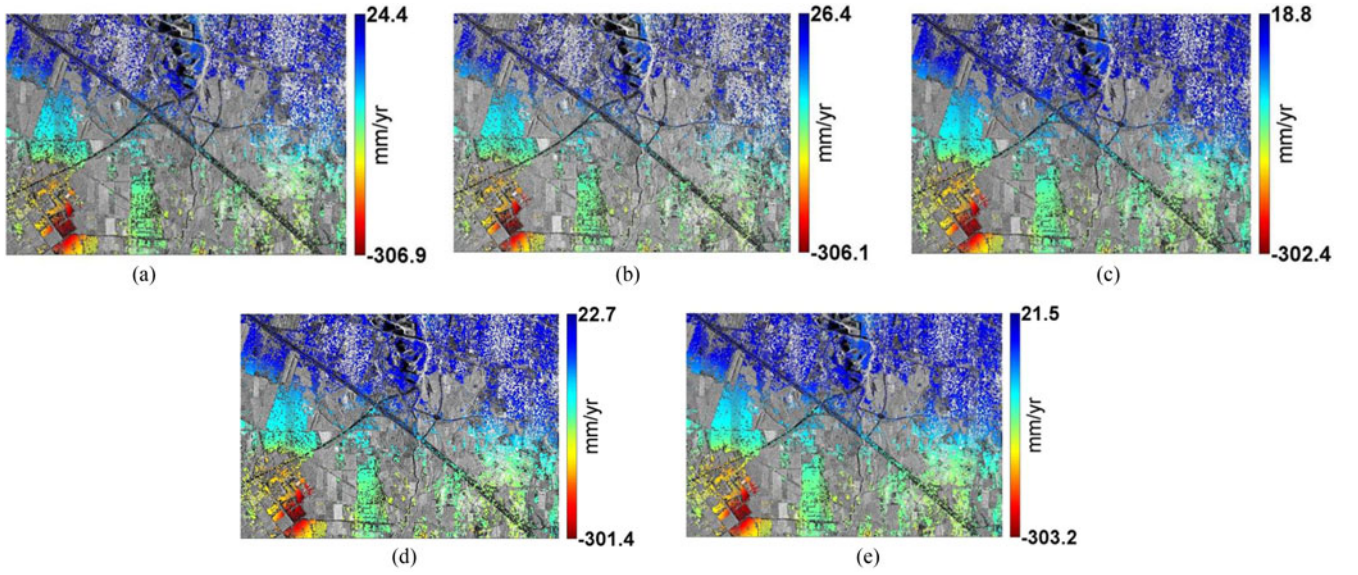 24.4
mm/yr
-306.9
(a)
26.4
mm/yr
-306.1
(b)
18.8
mm/yr
-302.4
(c)
22.7
mm/yr
-301.4
(d)
21.5
mm/yr
-303.2
(e)